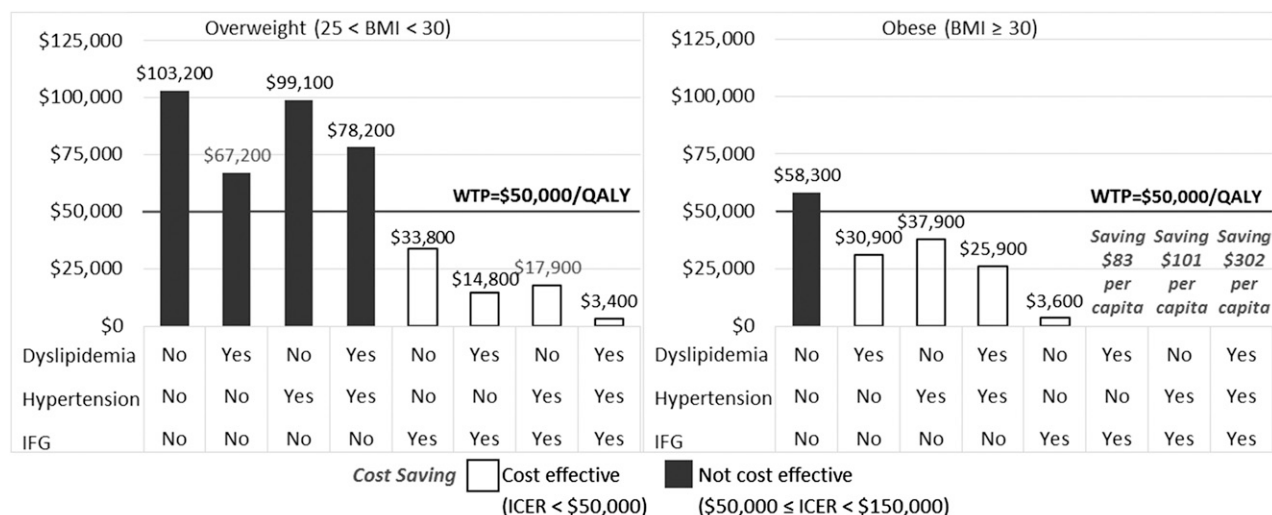 Overweight (25 < BMI < 30)
$125,000
$103,200
$99,100
$100,000
$78,200
$75,000
$67,200
WTP=$50,000/QALY
$50,000
$33,800
$25,000
$14,800
$17,900
$3,400
$0
Dyslipidemia No Yes No Yes No Yes No Yes
Hypertension No No Yes Yes No No Yes Yes
IFG No No No No Yes Yes Yes Yes
Obese (BMI ≥ 30)
$125,000
$100,000
$75,000
$58,300
WTP=$50,000/QALY
$50,000
$30,900
$37,900
$25,900
$25,000
$3,600
Saving $83 per capita
Saving $101 per capita
Saving $302 per capita
$0
Dyslipidemia No Yes No Yes No Yes No Yes
Hypertension No No Yes Yes No No Yes Yes
IFG No No No No Yes Yes Yes Yes
Cost Saving
Cost effective
(ICER < $50,000)
Not cost effective
($50,000 ≤ ICER < $150,000)